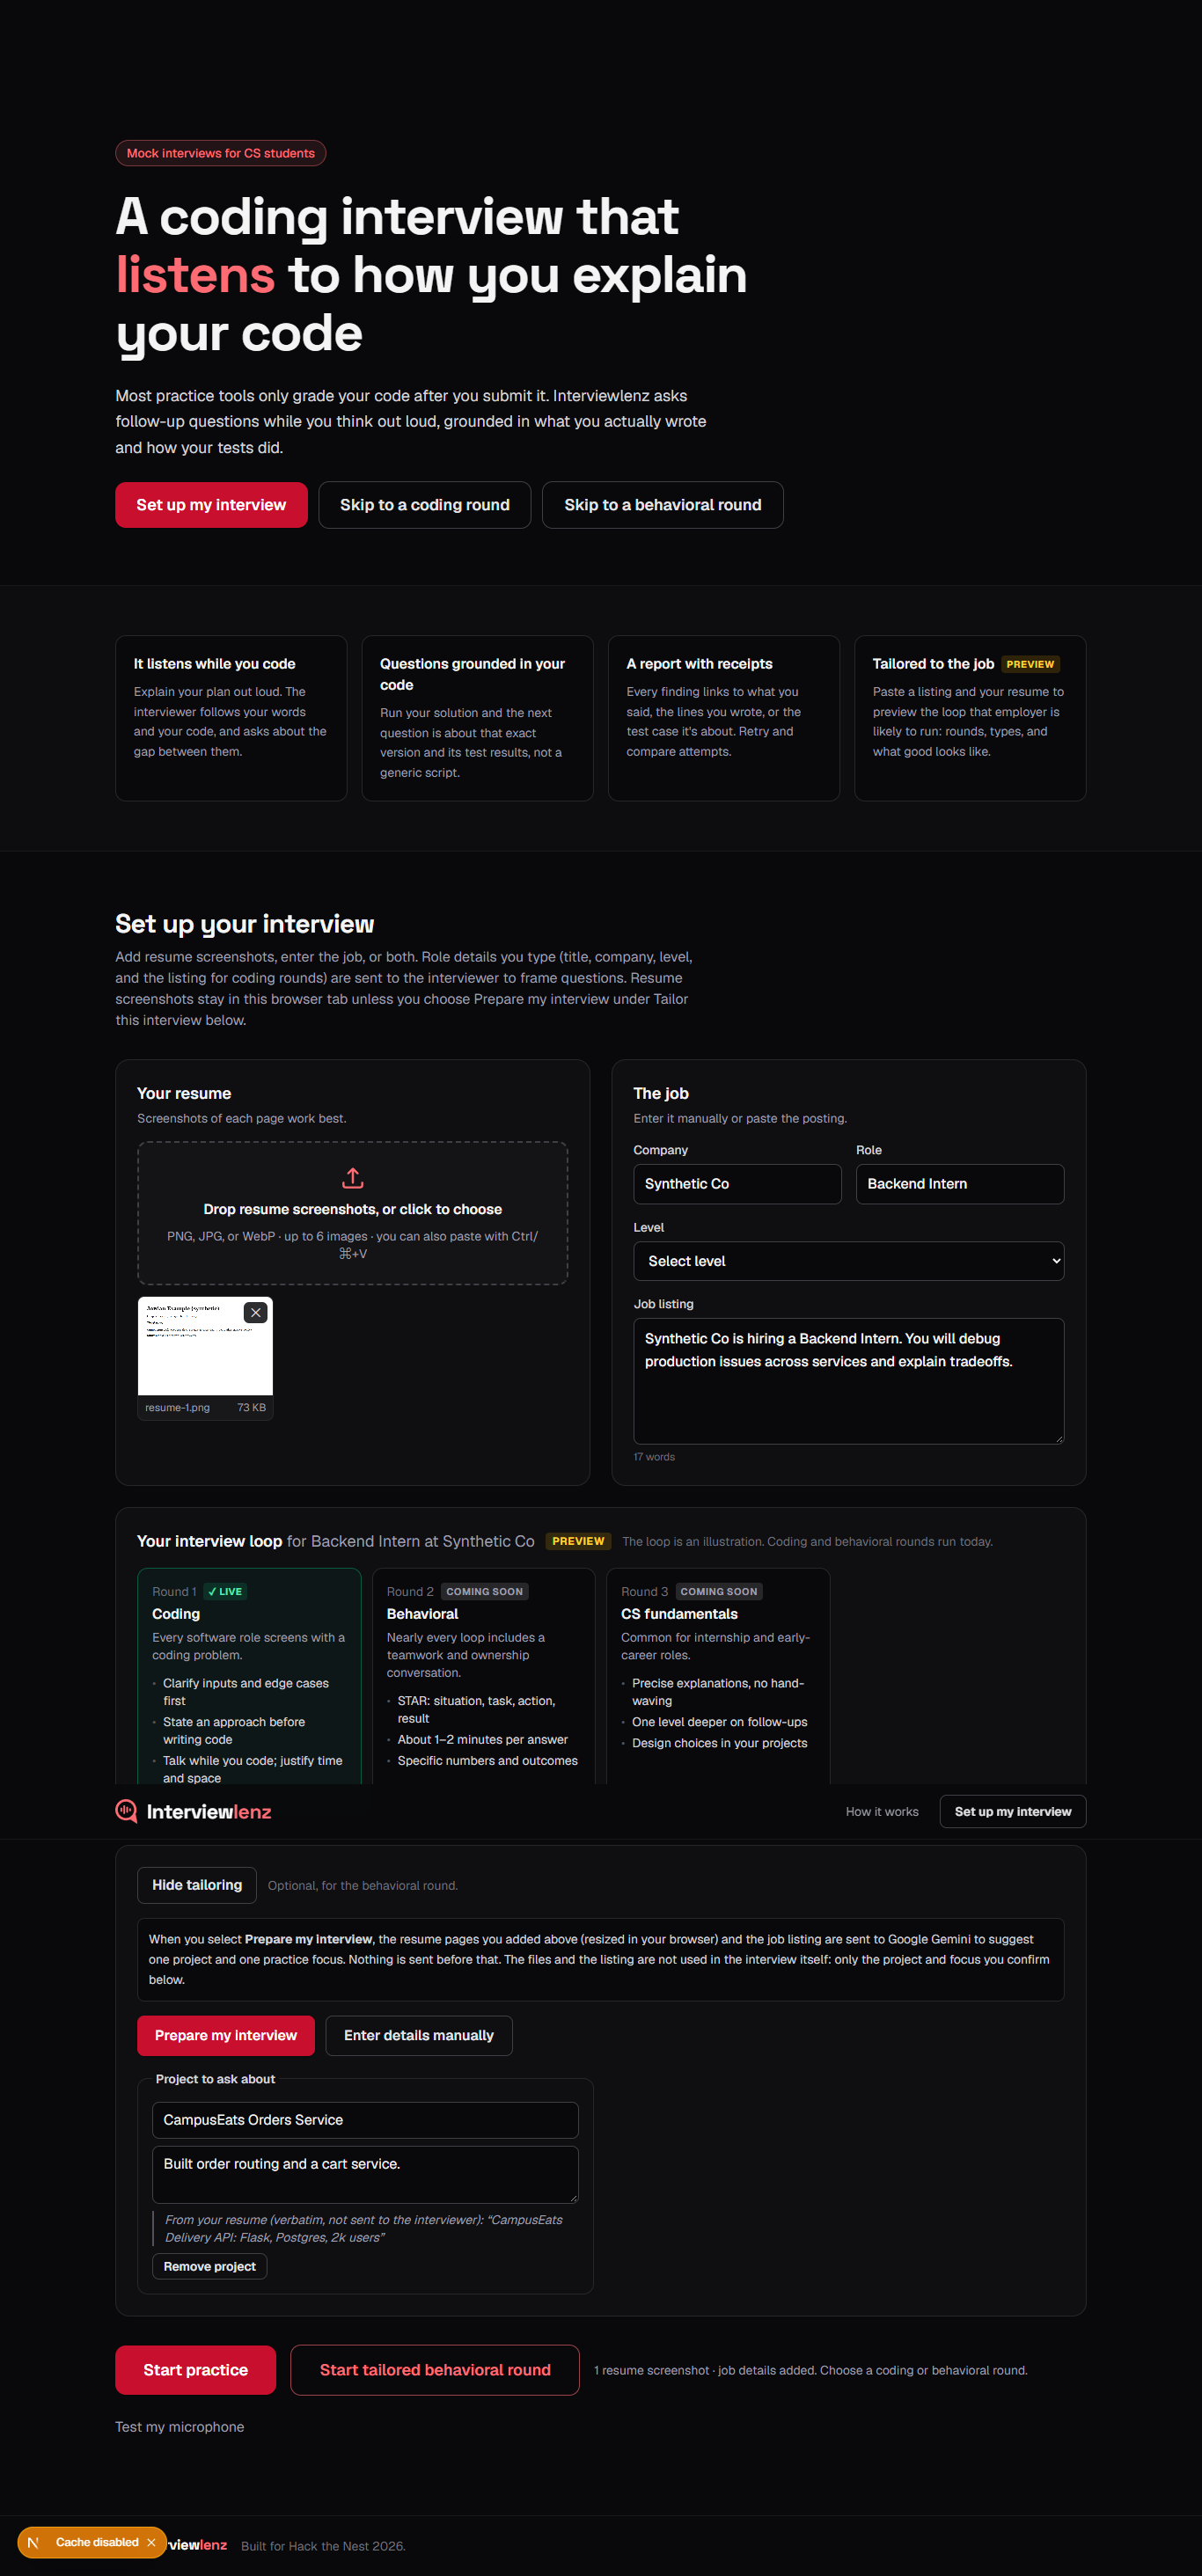 Mock interviews for CS students
A coding interview that
listens to how you explain
your code
Most practice tools only grade your code after you submit it. Interviewlenz asks
follow-up questions while you think out loud, grounded in what you actually wrote
and how your tests did.
Set up my interview
Skip to a coding round
Skip to a behavioral round
It listens while you code
Explain your plan out loud. The
interviewer follows your words
and your code, and asks about the
gap between them.
Questions grounded in your
code
Run your solution and the next
question is about that exact
version and its test results, not a
generic script.
A report with receipts
Every finding links to what you
said, the lines you wrote, or the
test case it's about. Retry and
compare attempts.
Tailored to the job PREVIEW
Paste a listing and your resume to
preview the loop that employer is
likely to run: rounds, types, and
what good looks like.
Set up your interview
Add resume screenshots, enter the job, or both. Role details you type (title, company, level,
and the listing for coding rounds) are sent to the interviewer to frame questions. Resume
screenshots stay in this browser tab unless you choose Prepare my interview under Tailor
this interview below.
Your resume
Screenshots of each page work best.
Drop resume screenshots, or click to choose
PNG, JPG, or WebP · up to 6 images · you can also paste with Ctrl/
⌘+V
resume-1.png 73 KB
The job
Enter it manually or paste the posting.
Company
Synthetic Co
Role
Backend Intern
Level
Select level
Job listing
Synthetic Co is hiring a Backend Intern. You will debug
production issues across services and explain tradeoffs.
17 words
Your interview loop for Backend Intern at Synthetic Co PREVIEW The loop is an illustration. Coding and behavioral rounds run today.
Round 1 ✓ LIVE
Coding
Every software role screens with a
coding problem.
• Clarify inputs and edge cases
first
• State an approach before
writing code
• Talk while you code; justify time
and space
Round 2 COMING SOON
Behavioral
Nearly every loop includes a
teamwork and ownership
conversation.
• STAR: situation, task, action,
result
• About 1–2 minutes per answer
• Specific numbers and outcomes
Round 3 COMING SOON
CS fundamentals
Common for internship and early-
career roles.
• Precise explanations, no hand-
waving
• One level deeper on follow-ups
• Design choices in your projects
Interviewlenz
How it works
Set up my interview
Hide tailoring
Optional, for the behavioral round.
When you select Prepare my interview, the resume pages you added above (resized in your browser) and the job listing are sent to Google Gemini to suggest
one project and one practice focus. Nothing is sent before that. The files and the listing are not used in the interview itself: only the project and focus you confirm
below.
Prepare my interview
Enter details manually
Project to ask about
CampusEats Orders Service
Built order routing and a cart service.
From your resume (verbatim, not sent to the interviewer): “CampusEats
Delivery API: Flask, Postgres, 2k users”
Remove project
Start practice
Start tailored behavioral round
1 resume screenshot · job details added. Choose a coding or behavioral round.
Test my microphone
Cache disabled
viewlenz
Built for Hack the Nest 2026.